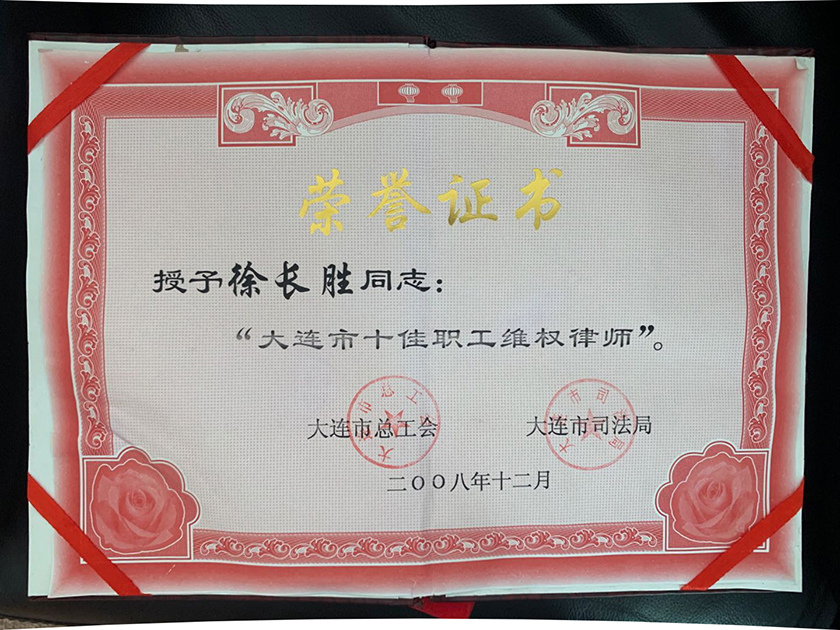 荣誉证书
授予徐长胜同志：
“大连市十佳职工维权律师”。
大连市总工会 大连市司法局
二〇〇八年十二月